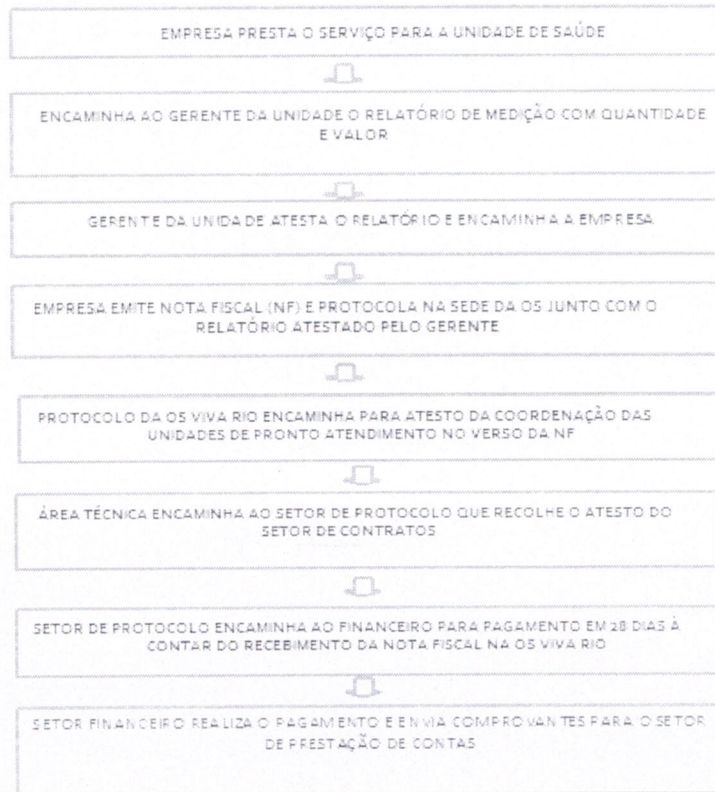 EMPRESA PRESTA O SERVIÇO PARA A UNIDADE DE SAÚDE
ENCAMINHA AO GERENTE DA UNIDADE O RELATÓRIO DE MEDIÇÃO COM QUANTIDADE
E VALOR
GERENTE DA UNIDADE ATESTA O RELATÓRIO E ENCAMINHA A EMPRESA
EMPRESA EMITE NOTA FISCAL (NF) E PROTOCOLA NA SEDE DA OS JUNTO COM O
RELATÓRIO ATESTADO PELO GERENTE
PROTOCOLO DA OS VIVA RIO ENCAMINHA PARA ATESTO DA COORDENAÇÃO DAS
UNIDADES DE PRONTO ATENDIMENTO NO VERSO DA NF
ÁREA TÉCNICA ENCAMINHA AO SETOR DE PROTOCOLO QUE RECOLHE O ATESTO DO
SETOR DE CONTRATOS
SETOR DE PROTOCOLO ENCAMINHA AO FINANCEIRO PARA PAGAMENTO EM 28 DIAS À
CONTAR DO RECEBIMENTO DA NOTA FISCAL NA OS VIVA RIO
SETOR FINANCEIRO REALIZA O PAGAMENTO E ENVIA COMPROVANTES PARA O SETOR
DE PRESTAÇÃO DE CONTAS